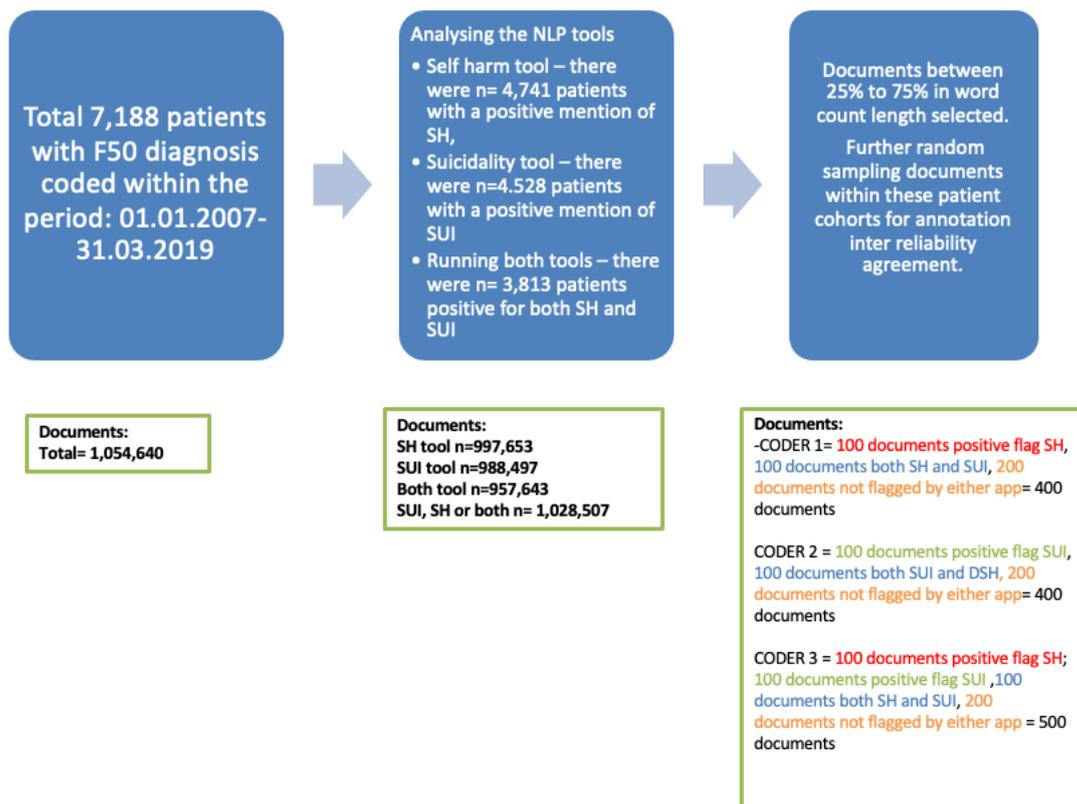 Total 7,188 patients
with F50 diagnosis
coded within the
period: 01.01.2007-
31.03.2019
Analysing the NLP tools
• Self harm tool – there
were n= 4,741 patients
with a positive mention of
SH,
• Suicidality tool – there
were n=4.528 patients
with a positive mention of
SUI
• Running both tools – there
were n= 3,813 patients
positive for both SH and
SUI
Documents between
25% to 75% in word
count length selected.
Further random
sampling documents
within these patient
cohorts for annotation
inter reliability
agreement.
Documents:
Total= 1,054,640
Documents:
SH tool n=997,653
SUI tool n=988,497
Both tool n=957,643
SUI, SH or both n= 1,028,507
Documents:
-CODER 1= 100 documents positive flag SH,
100 documents both SH and SUI, 200
documents not flagged by either app= 400
documents
CODER 2 = 100 documents positive flag SUI,
100 documents both SUI and DSH, 200
documents not flagged by either app= 400
documents
CODER 3 = 100 documents positive flag SH;
100 documents positive flag SUI ,100
documents both SH and SUI, 200
documents not flagged by either app = 500
documents